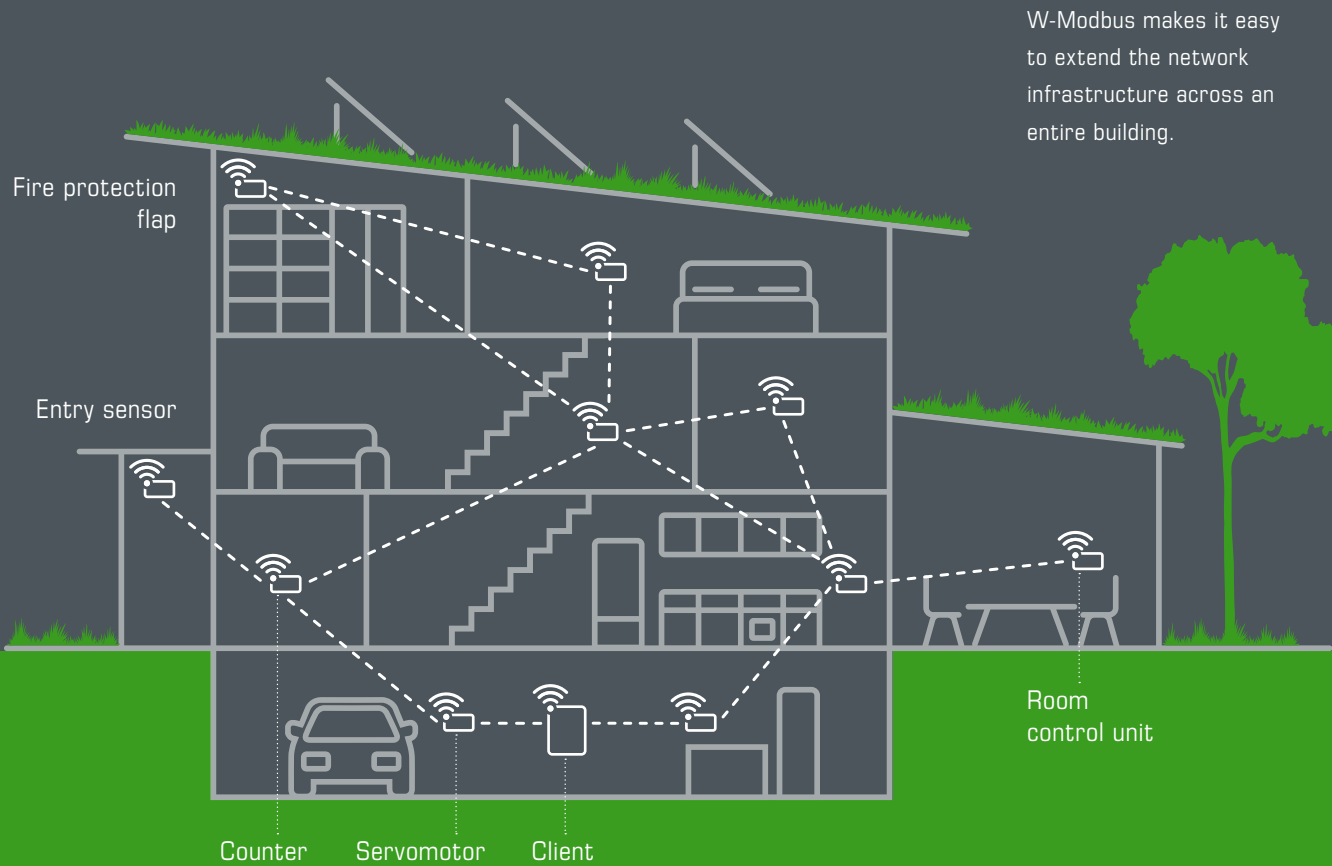 W-Modbus makes it easy
to extend the network
infrastructure across an
entire building.
Fire protection
flap
Entry sensor
Room
control unit
Counter
Servomotor
Client